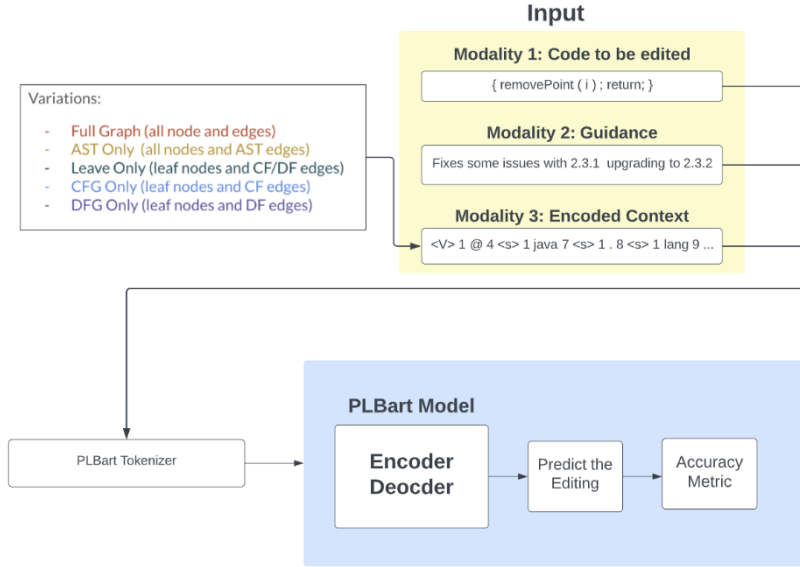 Input
Modality 1: Code to be edited
{ removePoint ( i ) ; return; }
Variations:
- Full Graph (all node and edges)
- AST Only (all nodes and AST edges)
- Leave Only (leaf nodes and CF/DF edges)
- CFG Only (leaf nodes and CF edges)
- DFG Only (leaf nodes and DF edges)
Modality 2: Guidance
Fixes some issues with 2.3.1 upgrading to 2.3.2
Modality 3: Encoded Context
<V> 1 @ 4 <s> 1 java 7 <s> 1 . 8 <s> 1 lang 9 ...
PLBart Tokenizer
PLBart Model
Encoder
Deocder
Predict the
Editing
Accuracy
Metric